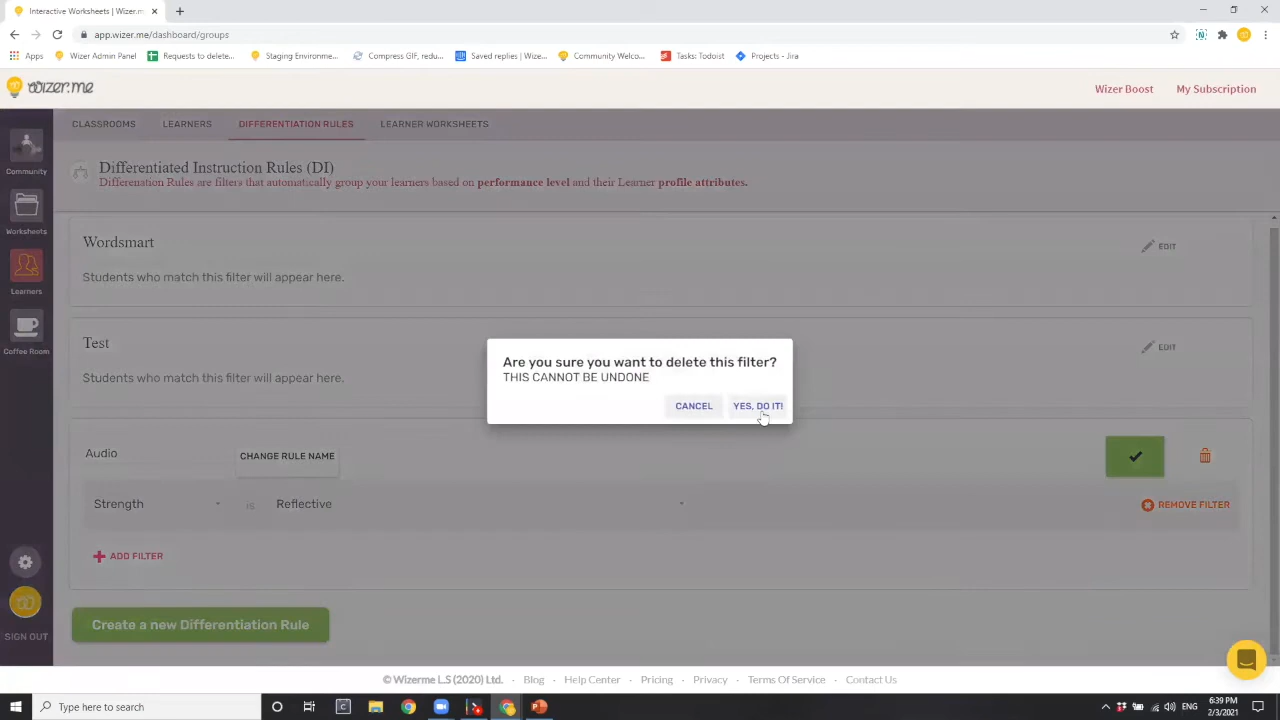 Interactive Worksheets | Wizer.m
app.wizer.me/dashboard/groups
Apps
Wizer Admin Panel
Requests to delete...
Staging Environme...
Compress GIF, redu...
Saved replies | Wize...
Community Welco...
Tasks: Todoist
Projects - Jira
wizer.me
Wizer Boost
My Subscription
CLASSROOMS
LEARNERS
DIFFERENTIATION RULES
LEARNER WORKSHEETS
Community
Worksheets
Learners
Coffee Room
SIGN OUT
Differentiated Instruction Rules (DI)
Differenation Rules are filters that automatically group your learners based on performance level and their Learner profile attributes.
Wordsmart
EDIT
Students who match this filter will appear here.
Test
EDIT
Students who match this filter will appear here.
Are you sure you want to delete this filter?
THIS CANNOT BE UNDONE
CANCEL
YES, DO IT!
Audio
CHANGE RULE NAME
Strength
IS
Reflective
REMOVE FILTER
ADD FILTER
Create a new Differentiation Rule
© Wizerme L.S (2020) Ltd. · Blog · Help Center · Pricing · Privacy · Terms Of Service · Contact Us
Type here to search
6:39 PM
2/3/2021